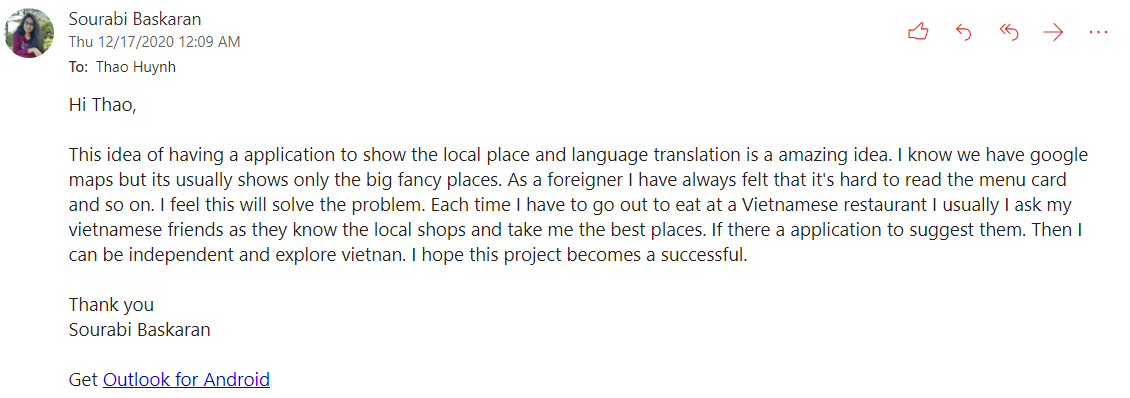 Sourabi Baskaran
Thu 12/17/2020 12:09 AM
To: Thao Huynh
Hi Thao,
This idea of having a application to show the local place and language translation is a amazing idea. I know we have google
maps but its usually shows only the big fancy places. As a foreigner I have always felt that it's hard to read the menu card
and so on. I feel this will solve the problem. Each time I have to go out to eat at a Vietnamese restaurant I usually I ask my
vietnamese friends as they know the local shops and take me the best places. If there a application to suggest them. Then I
can be independent and explore vietnan. I hope this project becomes a successful.
Thank you
Sourabi Baskaran
Get Outlook for Android